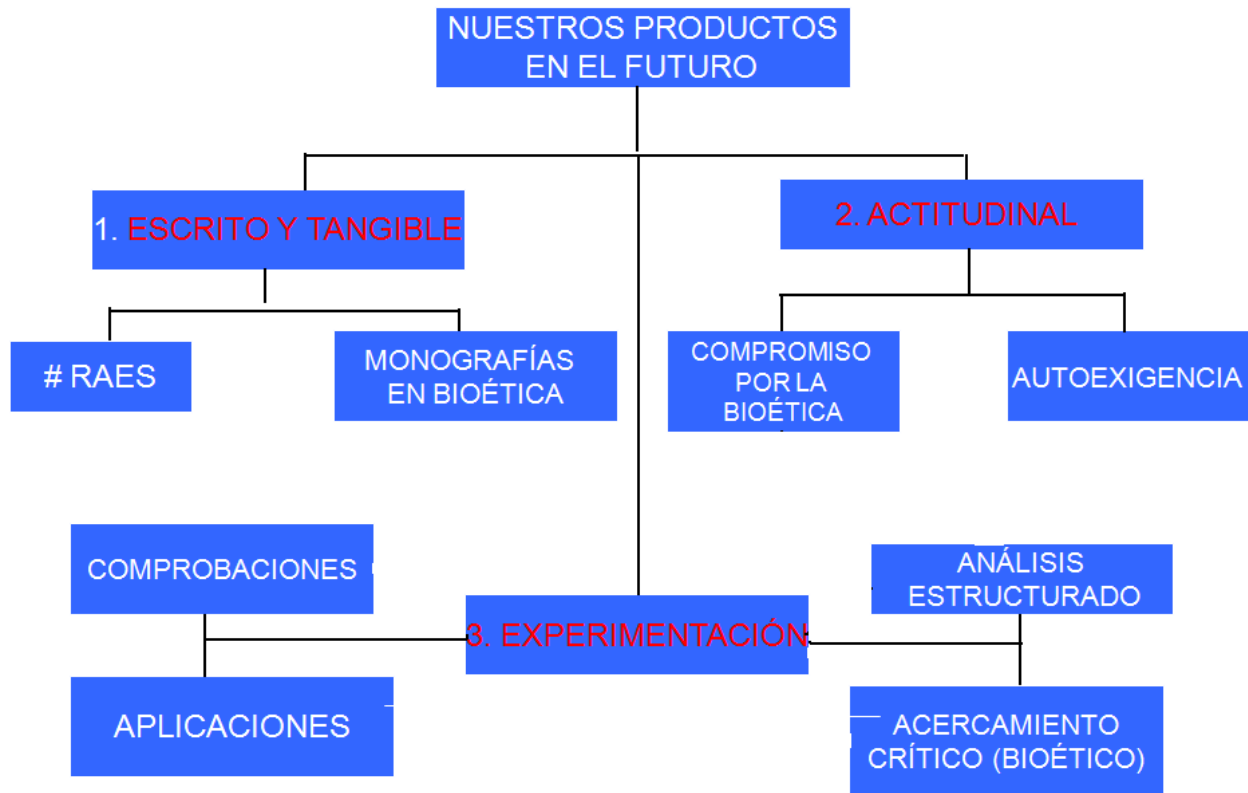 NUESTROS PRODUCTOS
EN EL FUTURO
1. ESCRITO Y TANGIBLE
2. ACTITUDINAL
# RAES
MONOGRAFÍAS
EN BIOÉTICA
COMPROMISO
POR LA
BIOÉTICA
AUTOEXIGENCIA
COMPROBACIONES
ANÁLISIS
ESTRUCTURADO
3. EXPERIMENTACIÓN
APLICACIONES
ACERCAMIENTO
CRÍTICO (BIOÉTICO)